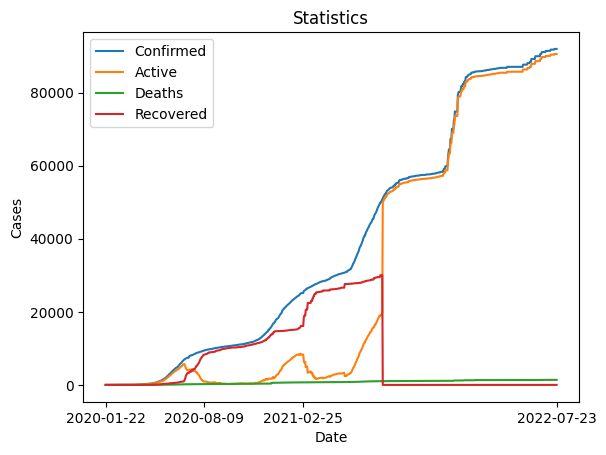 Statistics
Confirmed
Active
Deaths
Recovered
Cases
80000
60000
40000
20000
0
2020-01-22 2020-08-09 2021-02-25 2022-07-23
Date